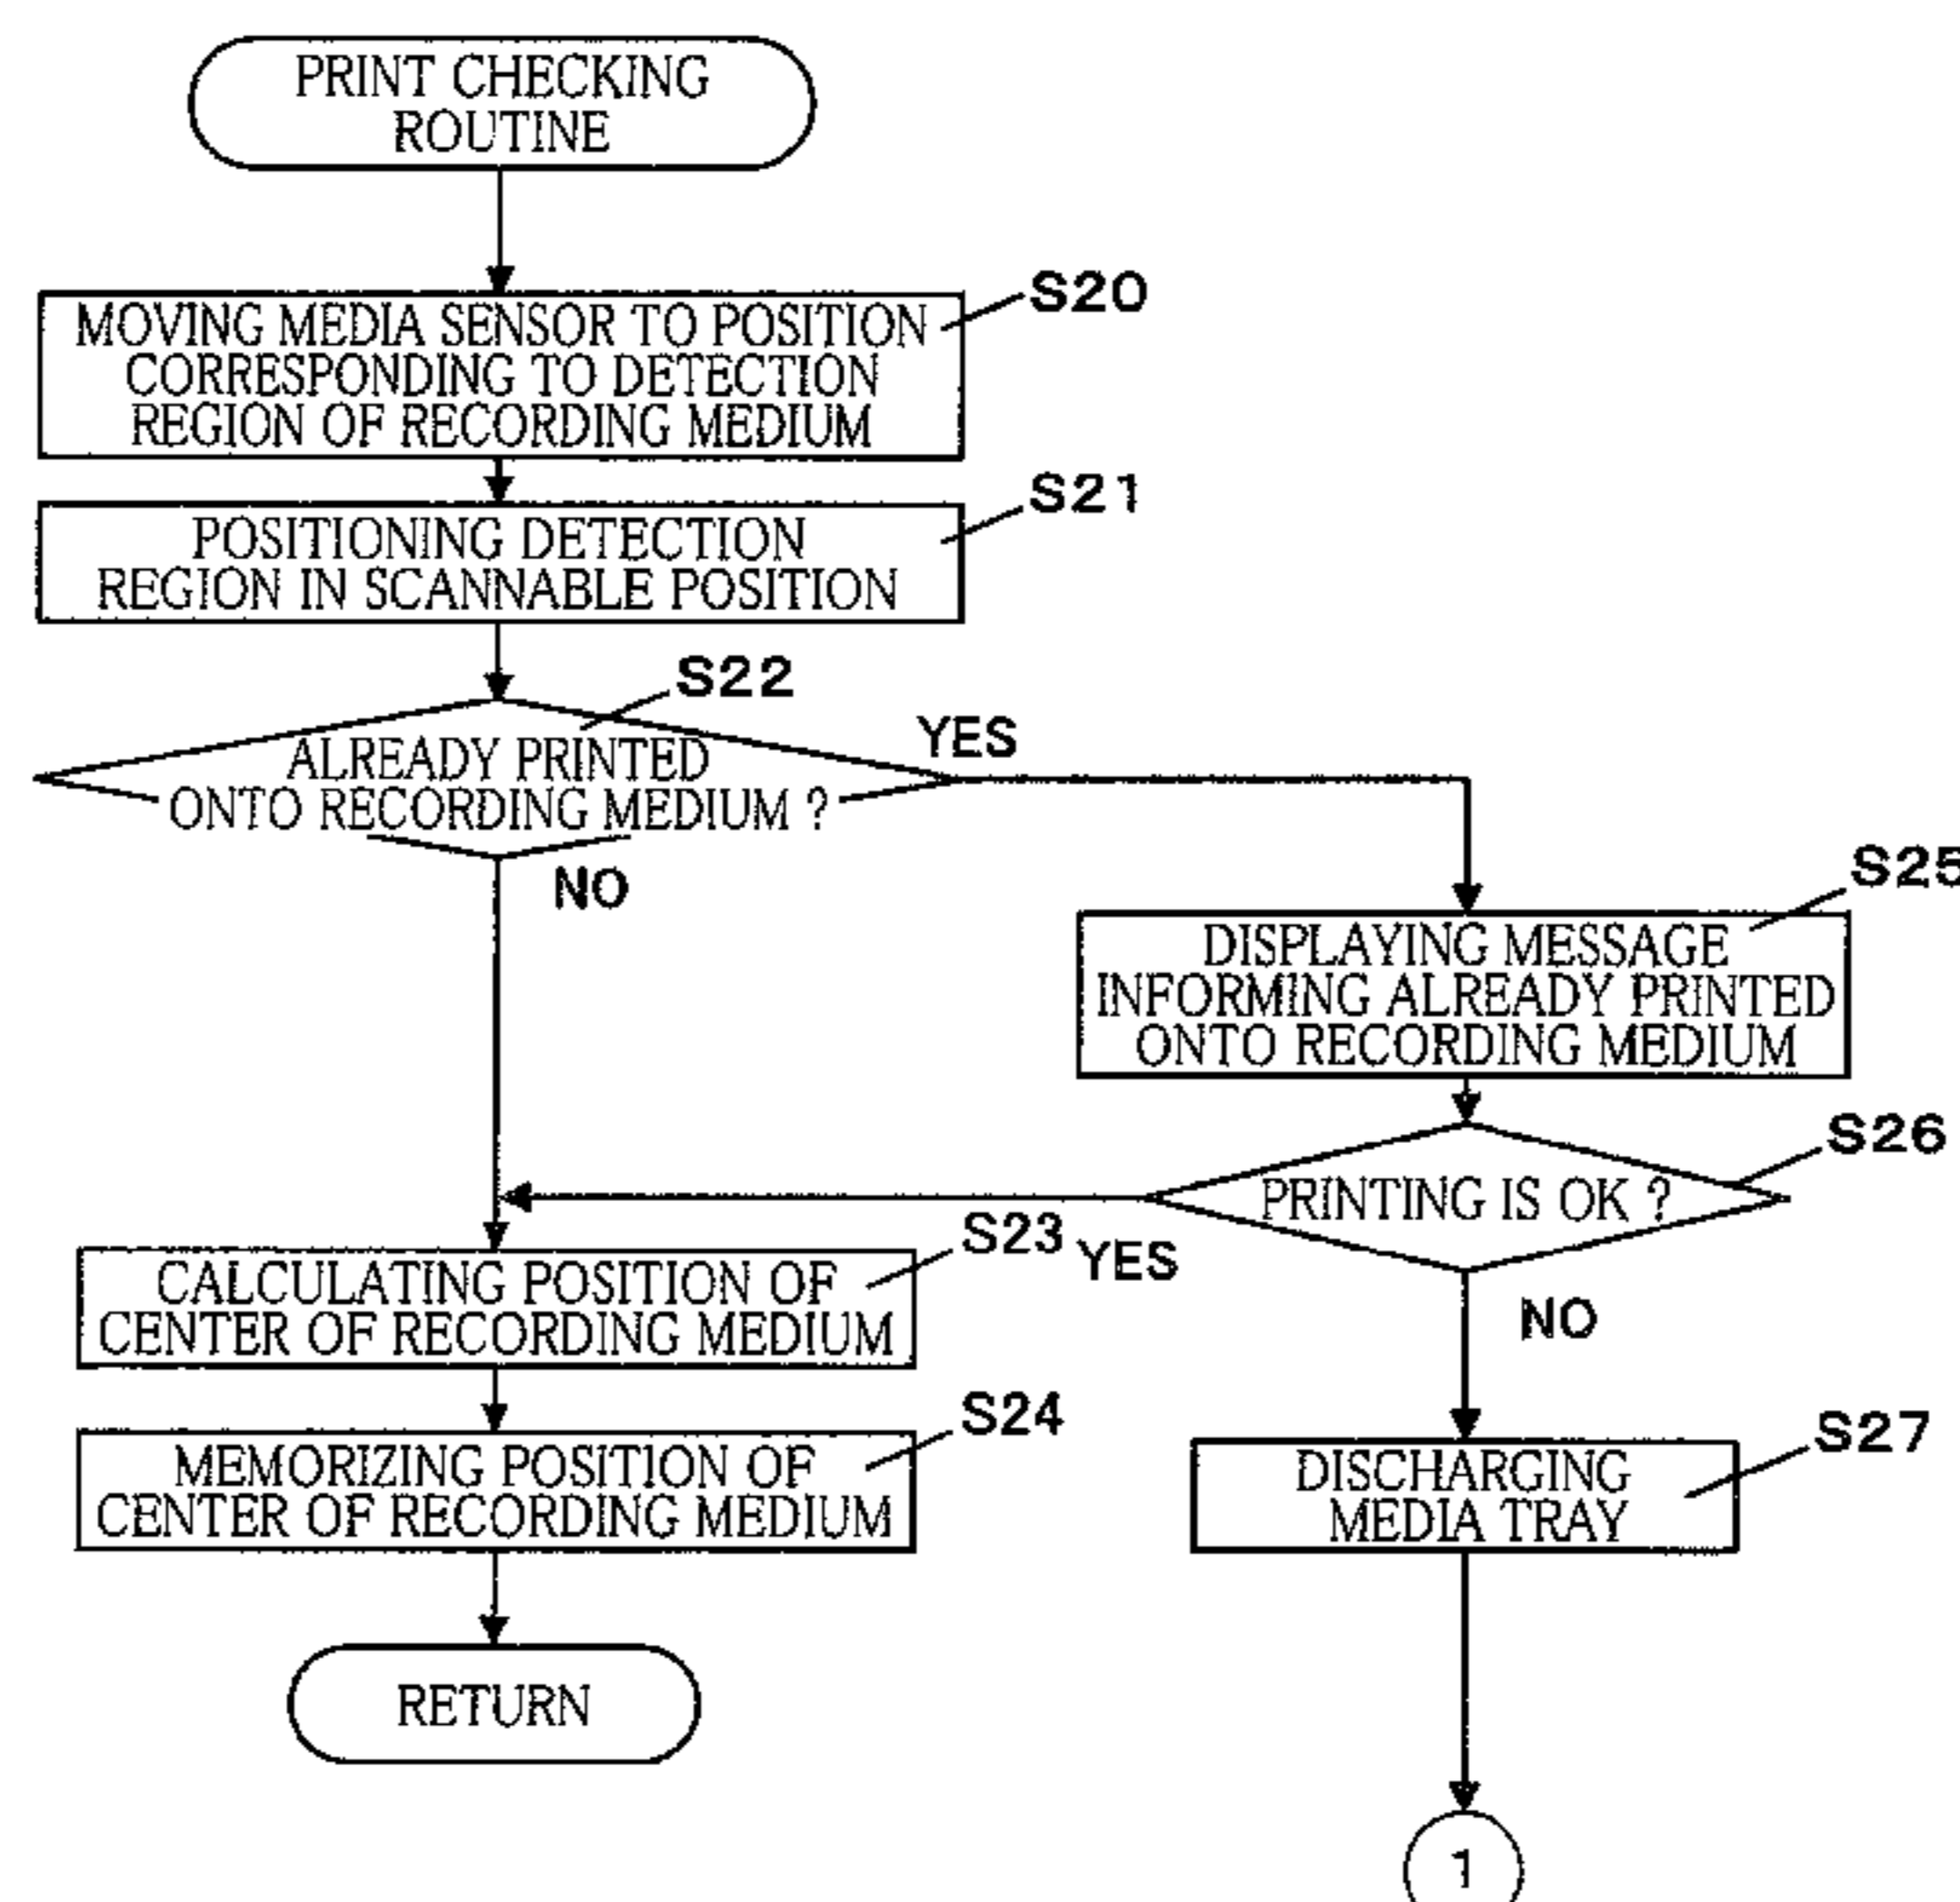 PRINT CHECKING
ROUTINE
S20
MOVING MEDIA SENSOR TO POSITION
CORRESPONDING TO DETECTION
REGION OF RECORDING MEDIUM
S21
POSITIONING DETECTION
REGION IN SCANNABLE POSITION
S22
ALREADY PRINTED
ONTO RECORDING MEDIUM ?
YES
NO
S25
DISPLAYING MESSAGE
INFORMING ALREADY PRINTED
ONTO RECORDING MEDIUM
S26
PRINTING IS OK ?
YES
NO
S23
CALCULATING POSITION OF
CENTER OF RECORDING MEDIUM
S24
MEMORIZING POSITION OF
CENTER OF RECORDING MEDIUM
S27
DISCHARGING
MEDIA TRAY
RETURN
1